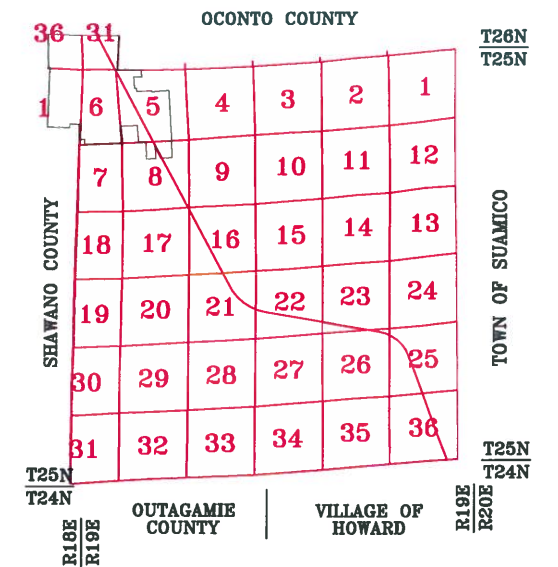 OCONTO COUNTY
36 31
T26N
T25N
1 6 5 4 3 2 1
7 8 9 10 11 12
18 17 16 15 14 13
19 20 21 22 23 24
30 29 28 27 26 25
31 32 33 34 35 36
SHAWANO COUNTY
TOWN OF SUAMICO
T25N
T24N
T25N
T24N
R18E
R19E
OUTAGAMIE
COUNTY
VILLAGE OF
HOWARD
R19E
R20E